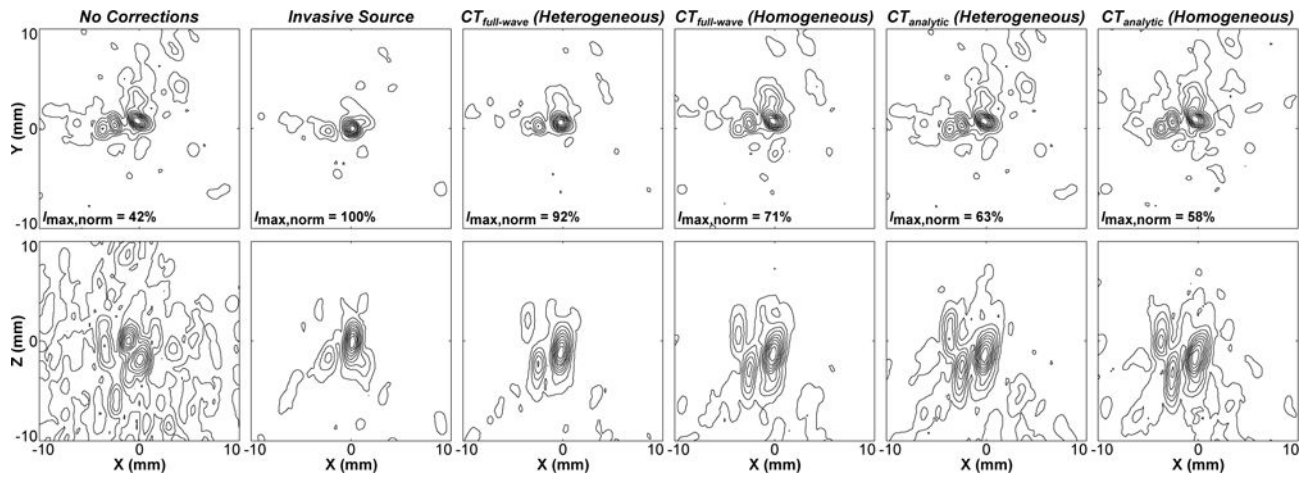 No Corrections
Invasive Source
CTfull-wave (Heterogeneous)
CTfull-wave (Homogeneous)
CTanalytic (Heterogeneous)
CTanalytic (Homogeneous)
10
Y (mm)
0
-10
Imax,norm = 42%
Imax,norm = 100%
Imax,norm = 92%
Imax,norm = 71%
Imax,norm = 63%
Imax,norm = 58%
10
Z (mm)
0
-10
-10 0 10
-10 0 10
-10 0 10
-10 0 10
-10 0 10
-10 0 10
X (mm)
X (mm)
X (mm)
X (mm)
X (mm)
X (mm)